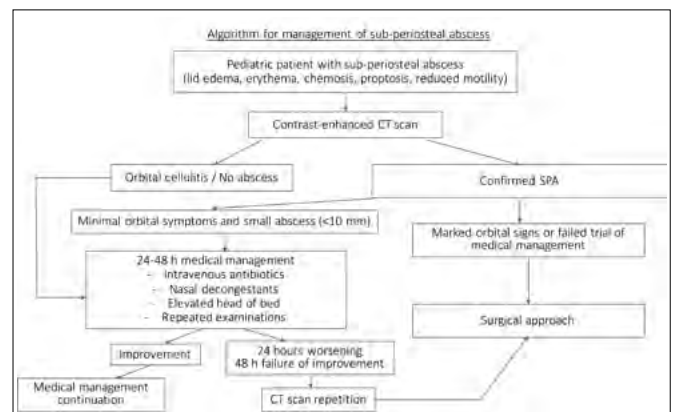 Algorithm for management of sub-periosteal abscess
Pediatric patient with sub-periosteal abscess
(lid edema, erythema, chemosis, proptosis, reduced motility)
Contrast-enhanced CT scan
Orbital cellulitis / No abscess
Confirmed SPA
Minimal orbital symptoms and small abscess (<10 mm)
Marked orbital signs or failed trial of
medical management
24-48 h medical management
- Intravenous antibiotics
- Nasal decongestants
- Elevated head of bed
- Repeated examinations
Surgical approach
Improvement
24 hours worsening
48 h failure of improvement
Medical management
continuation
CT scan repetition